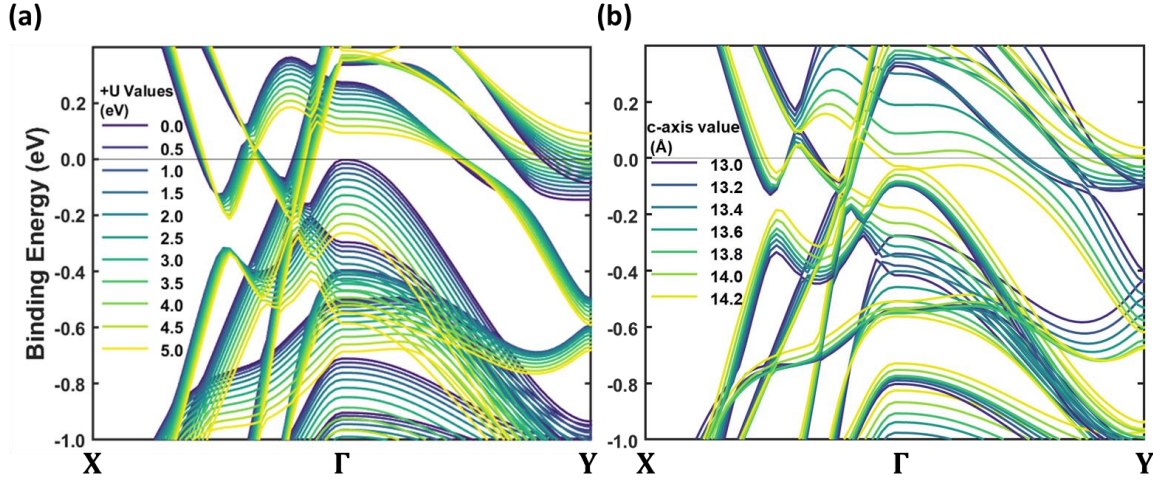 (a)
(b)
Binding Energy (eV)
0.2
0.0
-0.2
-0.4
-0.6
-0.8
-1.0
+U Values
(eV)
0.0
0.5
1.0
1.5
2.0
2.5
3.0
3.5
4.0
4.5
5.0
X
Γ
Y
0.2
0.0
-0.2
-0.4
-0.6
-0.8
-1.0
c-axis value
(Å)
13.0
13.2
13.4
13.6
13.8
14.0
14.2
X
Γ
Y